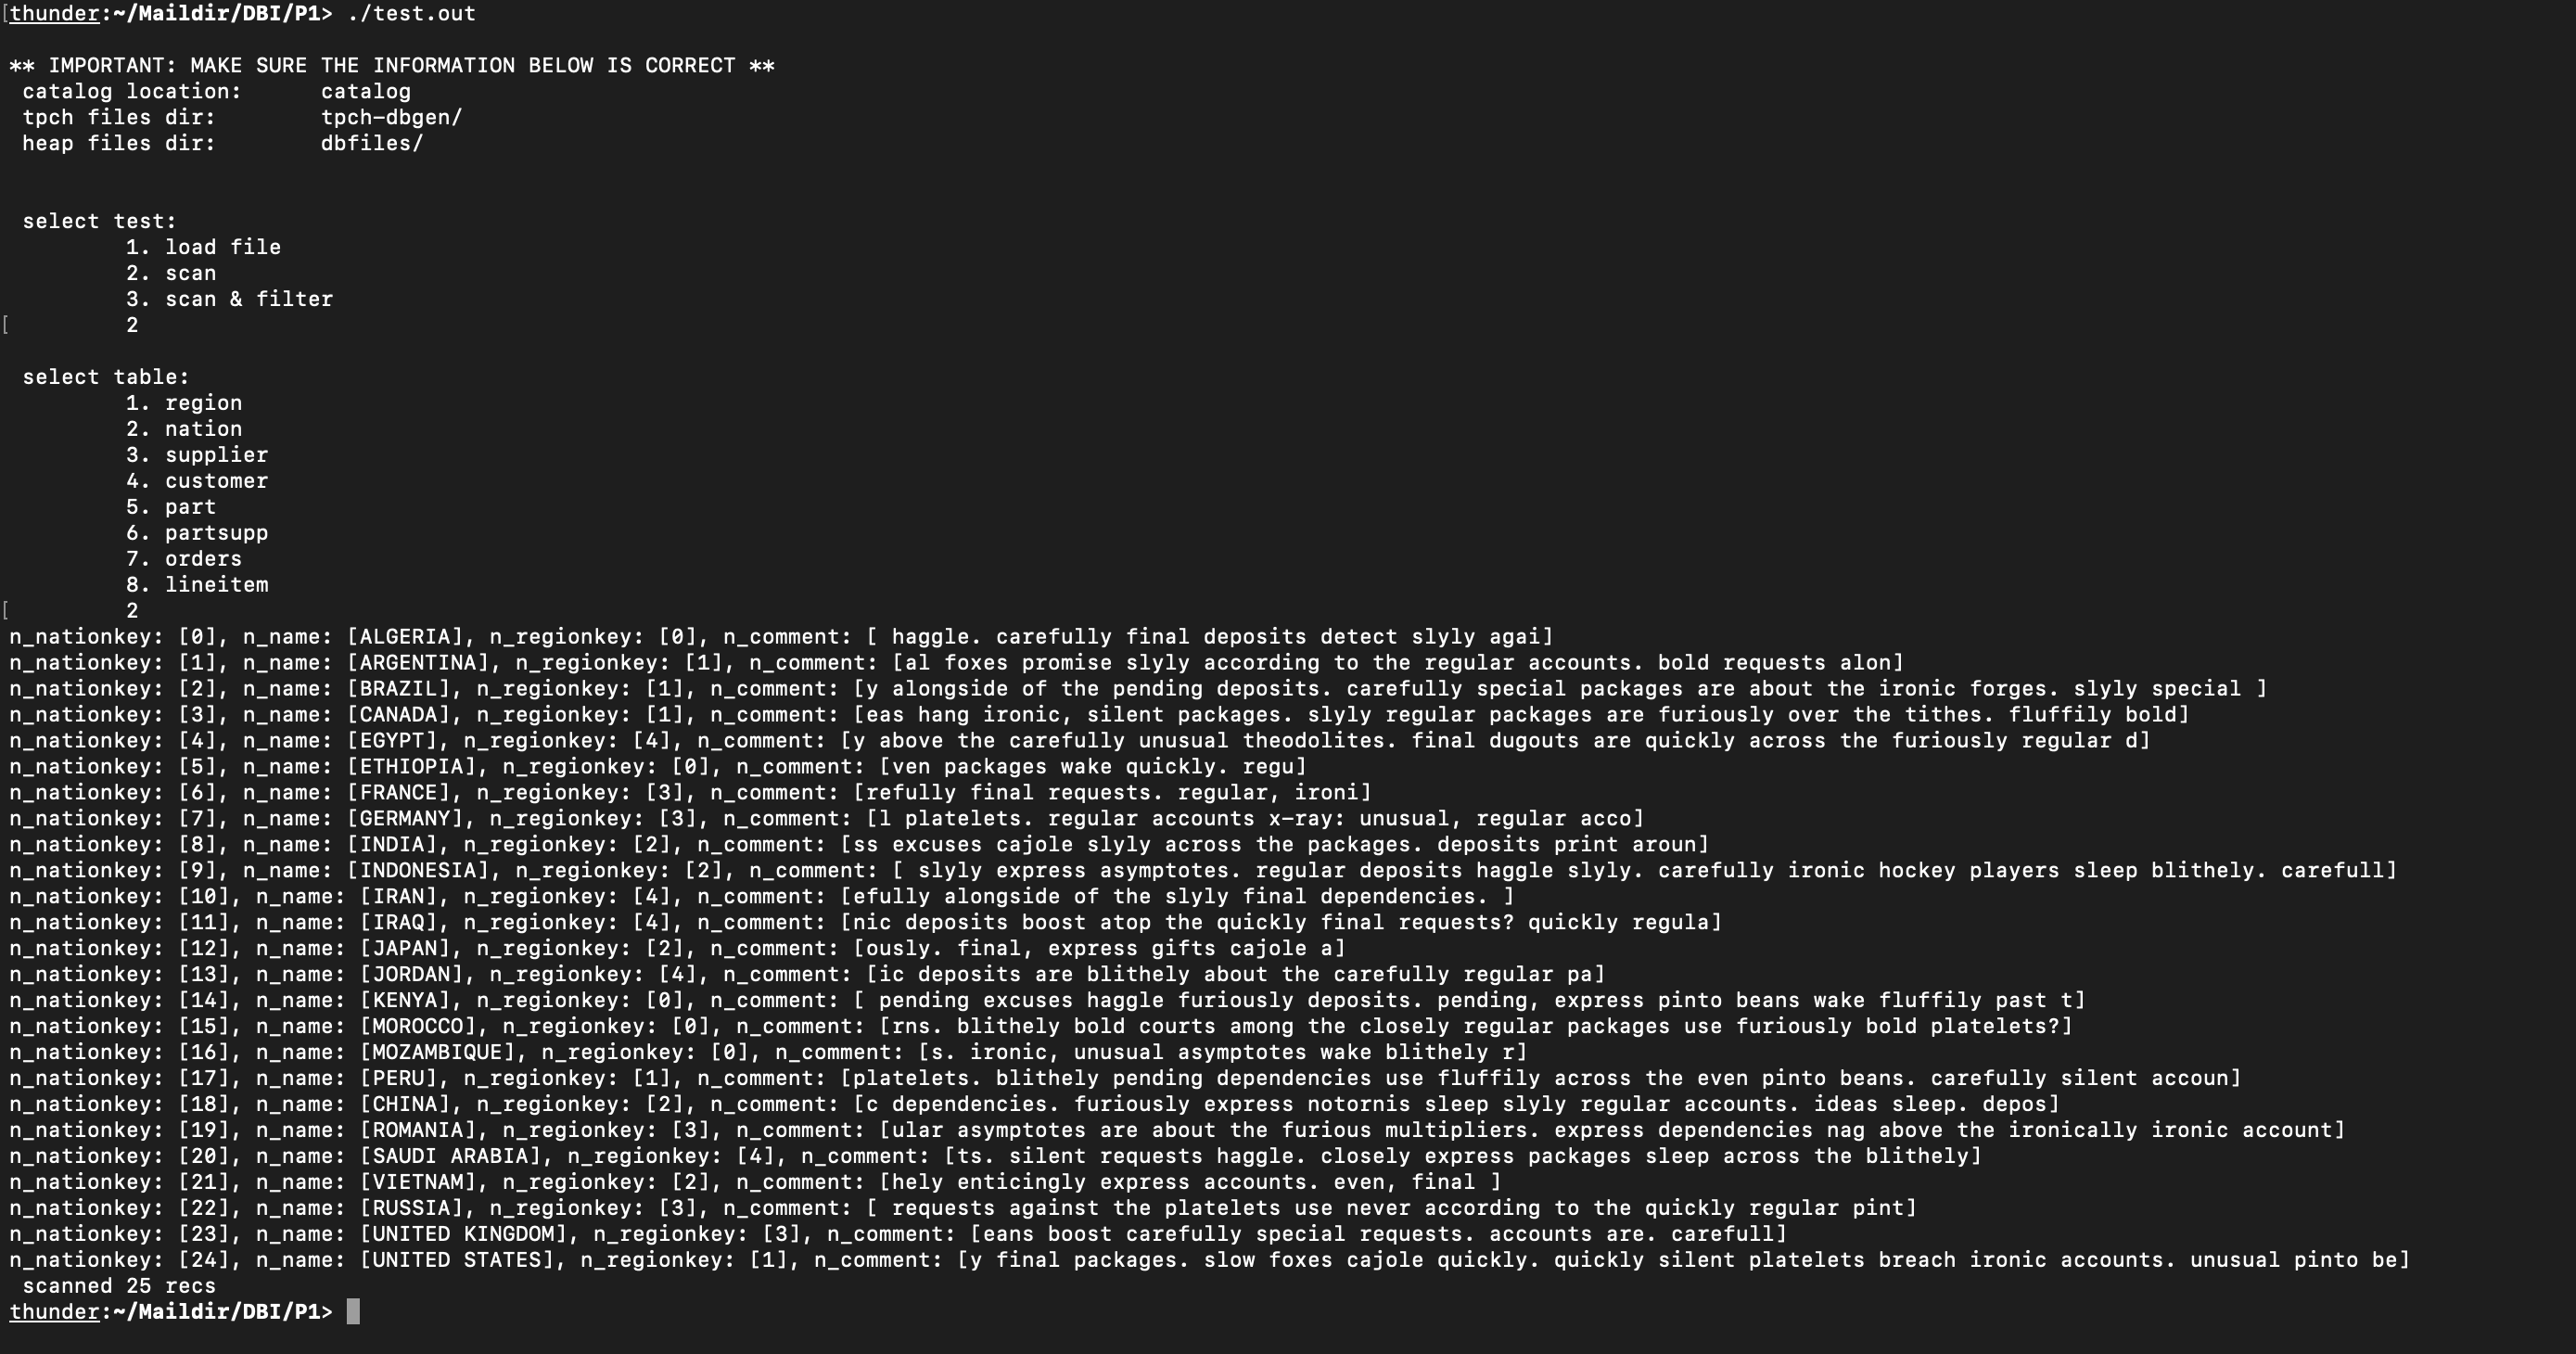 [thunder:~/Maildir/DBI/P1> ./test.out
** IMPORTANT: MAKE SURE THE INFORMATION BELOW IS CORRECT **
catalog location: catalog
tpch files dir: tpch-dbgen/
heap files dir: dbfiles/
select test:
1. load file
2. scan
3. scan & filter
[ 2
select table:
1. region
2. nation
3. supplier
4. customer
5. part
6. partsupp
7. orders
8. lineitem
[ 2
n_nationkey: [0], n_name: [ALGERIA], n_regionkey: [0], n_comment: [ haggle. carefully final deposits detect slyly agai]
n_nationkey: [1], n_name: [ARGENTINA], n_regionkey: [1], n_comment: [al foxes promise slyly according to the regular accounts. bold requests alon]
n_nationkey: [2], n_name: [BRAZIL], n_regionkey: [1], n_comment: [y alongside of the pending deposits. carefully special packages are about the ironic forges. slyly special ]
n_nationkey: [3], n_name: [CANADA], n_regionkey: [1], n_comment: [eas hang ironic, silent packages. slyly regular packages are furiously over the tithes. fluffily bold]
n_nationkey: [4], n_name: [EGYPT], n_regionkey: [4], n_comment: [y above the carefully unusual theodolites. final dugouts are quickly across the furiously regular d]
n_nationkey: [5], n_name: [ETHIOPIA], n_regionkey: [0], n_comment: [ven packages wake quickly. regu]
n_nationkey: [6], n_name: [FRANCE], n_regionkey: [3], n_comment: [refully final requests. regular, ironi]
n_nationkey: [7], n_name: [GERMANY], n_regionkey: [3], n_comment: [l platelets. regular accounts x-ray: unusual, regular acco]
n_nationkey: [8], n_name: [INDIA], n_regionkey: [2], n_comment: [ss excuses cajole slyly across the packages. deposits print aroun]
n_nationkey: [9], n_name: [INDONESIA], n_regionkey: [2], n_comment: [ slyly express asymptotes. regular deposits haggle slyly. carefully ironic hockey players sleep blithely. carefull]
n_nationkey: [10], n_name: [IRAN], n_regionkey: [4], n_comment: [efully alongside of the slyly final dependencies. ]
n_nationkey: [11], n_name: [IRAQ], n_regionkey: [4], n_comment: [nic deposits boost atop the quickly final requests? quickly regula]
n_nationkey: [12], n_name: [JAPAN], n_regionkey: [2], n_comment: [ously. final, express gifts cajole a]
n_nationkey: [13], n_name: [JORDAN], n_regionkey: [4], n_comment: [ic deposits are blithely about the carefully regular pa]
n_nationkey: [14], n_name: [KENYA], n_regionkey: [0], n_comment: [ pending excuses haggle furiously deposits. pending, express pinto beans wake fluffily past t]
n_nationkey: [15], n_name: [MOROCCO], n_regionkey: [0], n_comment: [rns. blithely bold courts among the closely regular packages use furiously bold platelets?]
n_nationkey: [16], n_name: [MOZAMBIQUE], n_regionkey: [0], n_comment: [s. ironic, unusual asymptotes wake blithely r]
n_nationkey: [17], n_name: [PERU], n_regionkey: [1], n_comment: [platelets. blithely pending dependencies use fluffily across the even pinto beans. carefully silent accoun]
n_nationkey: [18], n_name: [CHINA], n_regionkey: [2], n_comment: [c dependencies. furiously express notornis sleep slyly regular accounts. ideas sleep. depos]
n_nationkey: [19], n_name: [ROMANIA], n_regionkey: [3], n_comment: [ular asymptotes are about the furious multipliers. express dependencies nag above the ironically ironic account]
n_nationkey: [20], n_name: [SAUDI ARABIA], n_regionkey: [4], n_comment: [ts. silent requests haggle. closely express packages sleep across the blithely]
n_nationkey: [21], n_name: [VIETNAM], n_regionkey: [2], n_comment: [hely enticingly express accounts. even, final ]
n_nationkey: [22], n_name: [RUSSIA], n_regionkey: [3], n_comment: [ requests against the platelets use never according to the quickly regular pint]
n_nationkey: [23], n_name: [UNITED KINGDOM], n_regionkey: [3], n_comment: [eans boost carefully special requests. accounts are. carefull]
n_nationkey: [24], n_name: [UNITED STATES], n_regionkey: [1], n_comment: [y final packages. slow foxes cajole quickly. quickly silent platelets breach ironic accounts. unusual pinto be]
scanned 25 recs
thunder:~/Maildir/DBI/P1>